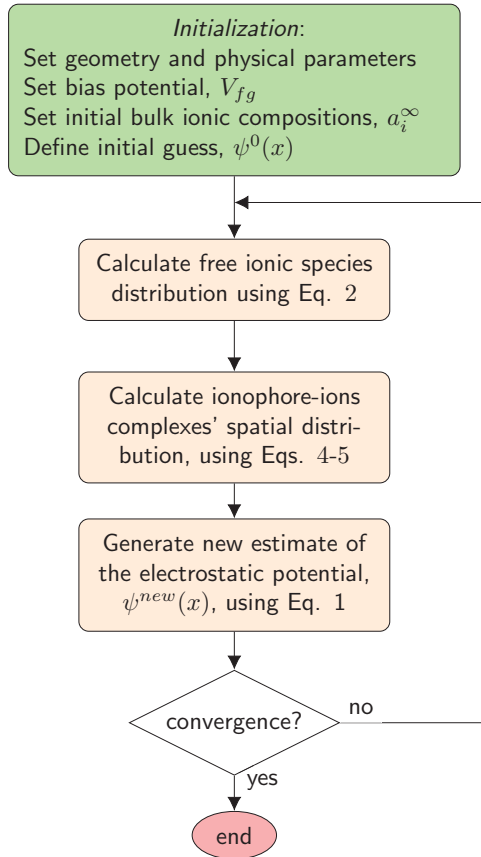 Initialization:
Set geometry and physical parameters
Set bias potential, V_{fg}
Set initial bulk ionic compositions, a_i^∞
Define initial guess, ψ^0(x)
Calculate free ionic species
distribution using Eq. 2
Calculate ionophore-ions
complexes' spatial distri-
bution, using Eqs. 4-5
Generate new estimate of
the electrostatic potential,
ψ^{new}(x), using Eq. 1
convergence?
no
yes
end